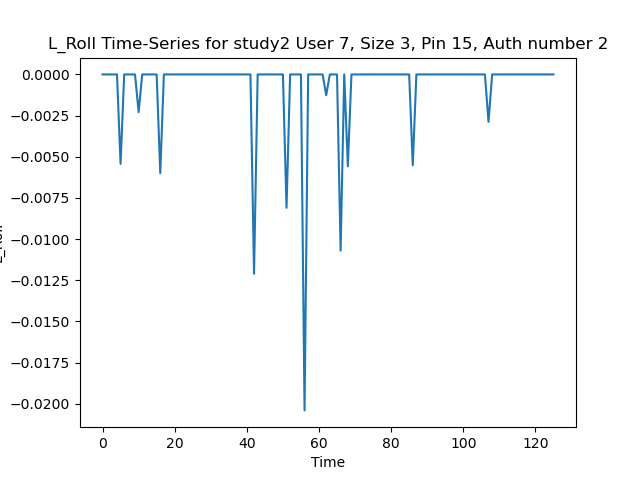 L_Roll Time-Series for study2 User 7, Size 3, Pin 15, Auth number 2
0.0000
−0.0025
−0.0050
−0.0075
−0.0100
−0.0125
−0.0150
−0.0175
−0.0200
L_Roll
0 20 40 60 80 100 120
Time